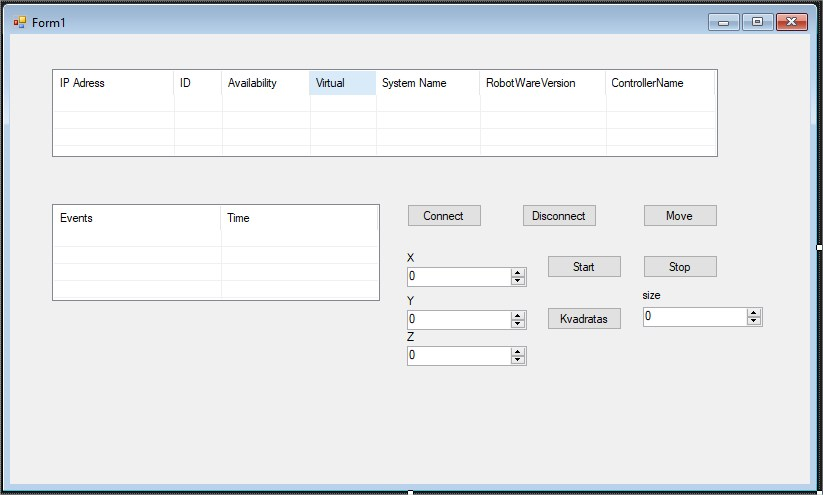 Form1
IP Adress ID Availability Virtual System Name RobotWareVersion ControllerName
Events Time
Connect Disconnect Move
X
0
Start Stop
Y
0
Kvadratas
size
0
Z
0